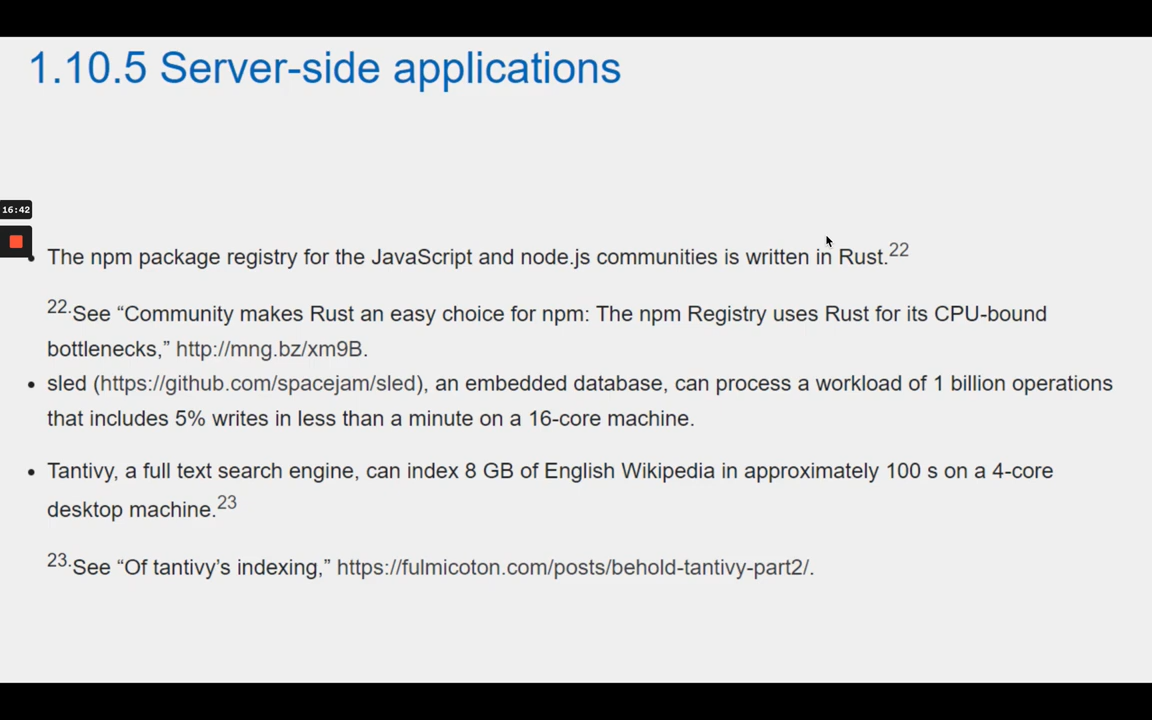 1.10.5 Server-side applications
16:42
• The npm package registry for the JavaScript and node.js communities is written in Rust.22
22.See “Community makes Rust an easy choice for npm: The npm Registry uses Rust for its CPU-bound
bottlenecks,” http://mng.bz/xm9B.
• sled (https://github.com/spacejam/sled), an embedded database, can process a workload of 1 billion operations
that includes 5% writes in less than a minute on a 16-core machine.
• Tantivy, a full text search engine, can index 8 GB of English Wikipedia in approximately 100 s on a 4-core
desktop machine.23
23.See “Of tantivy’s indexing,” https://fulmicoton.com/posts/behold-tantivy-part2/.